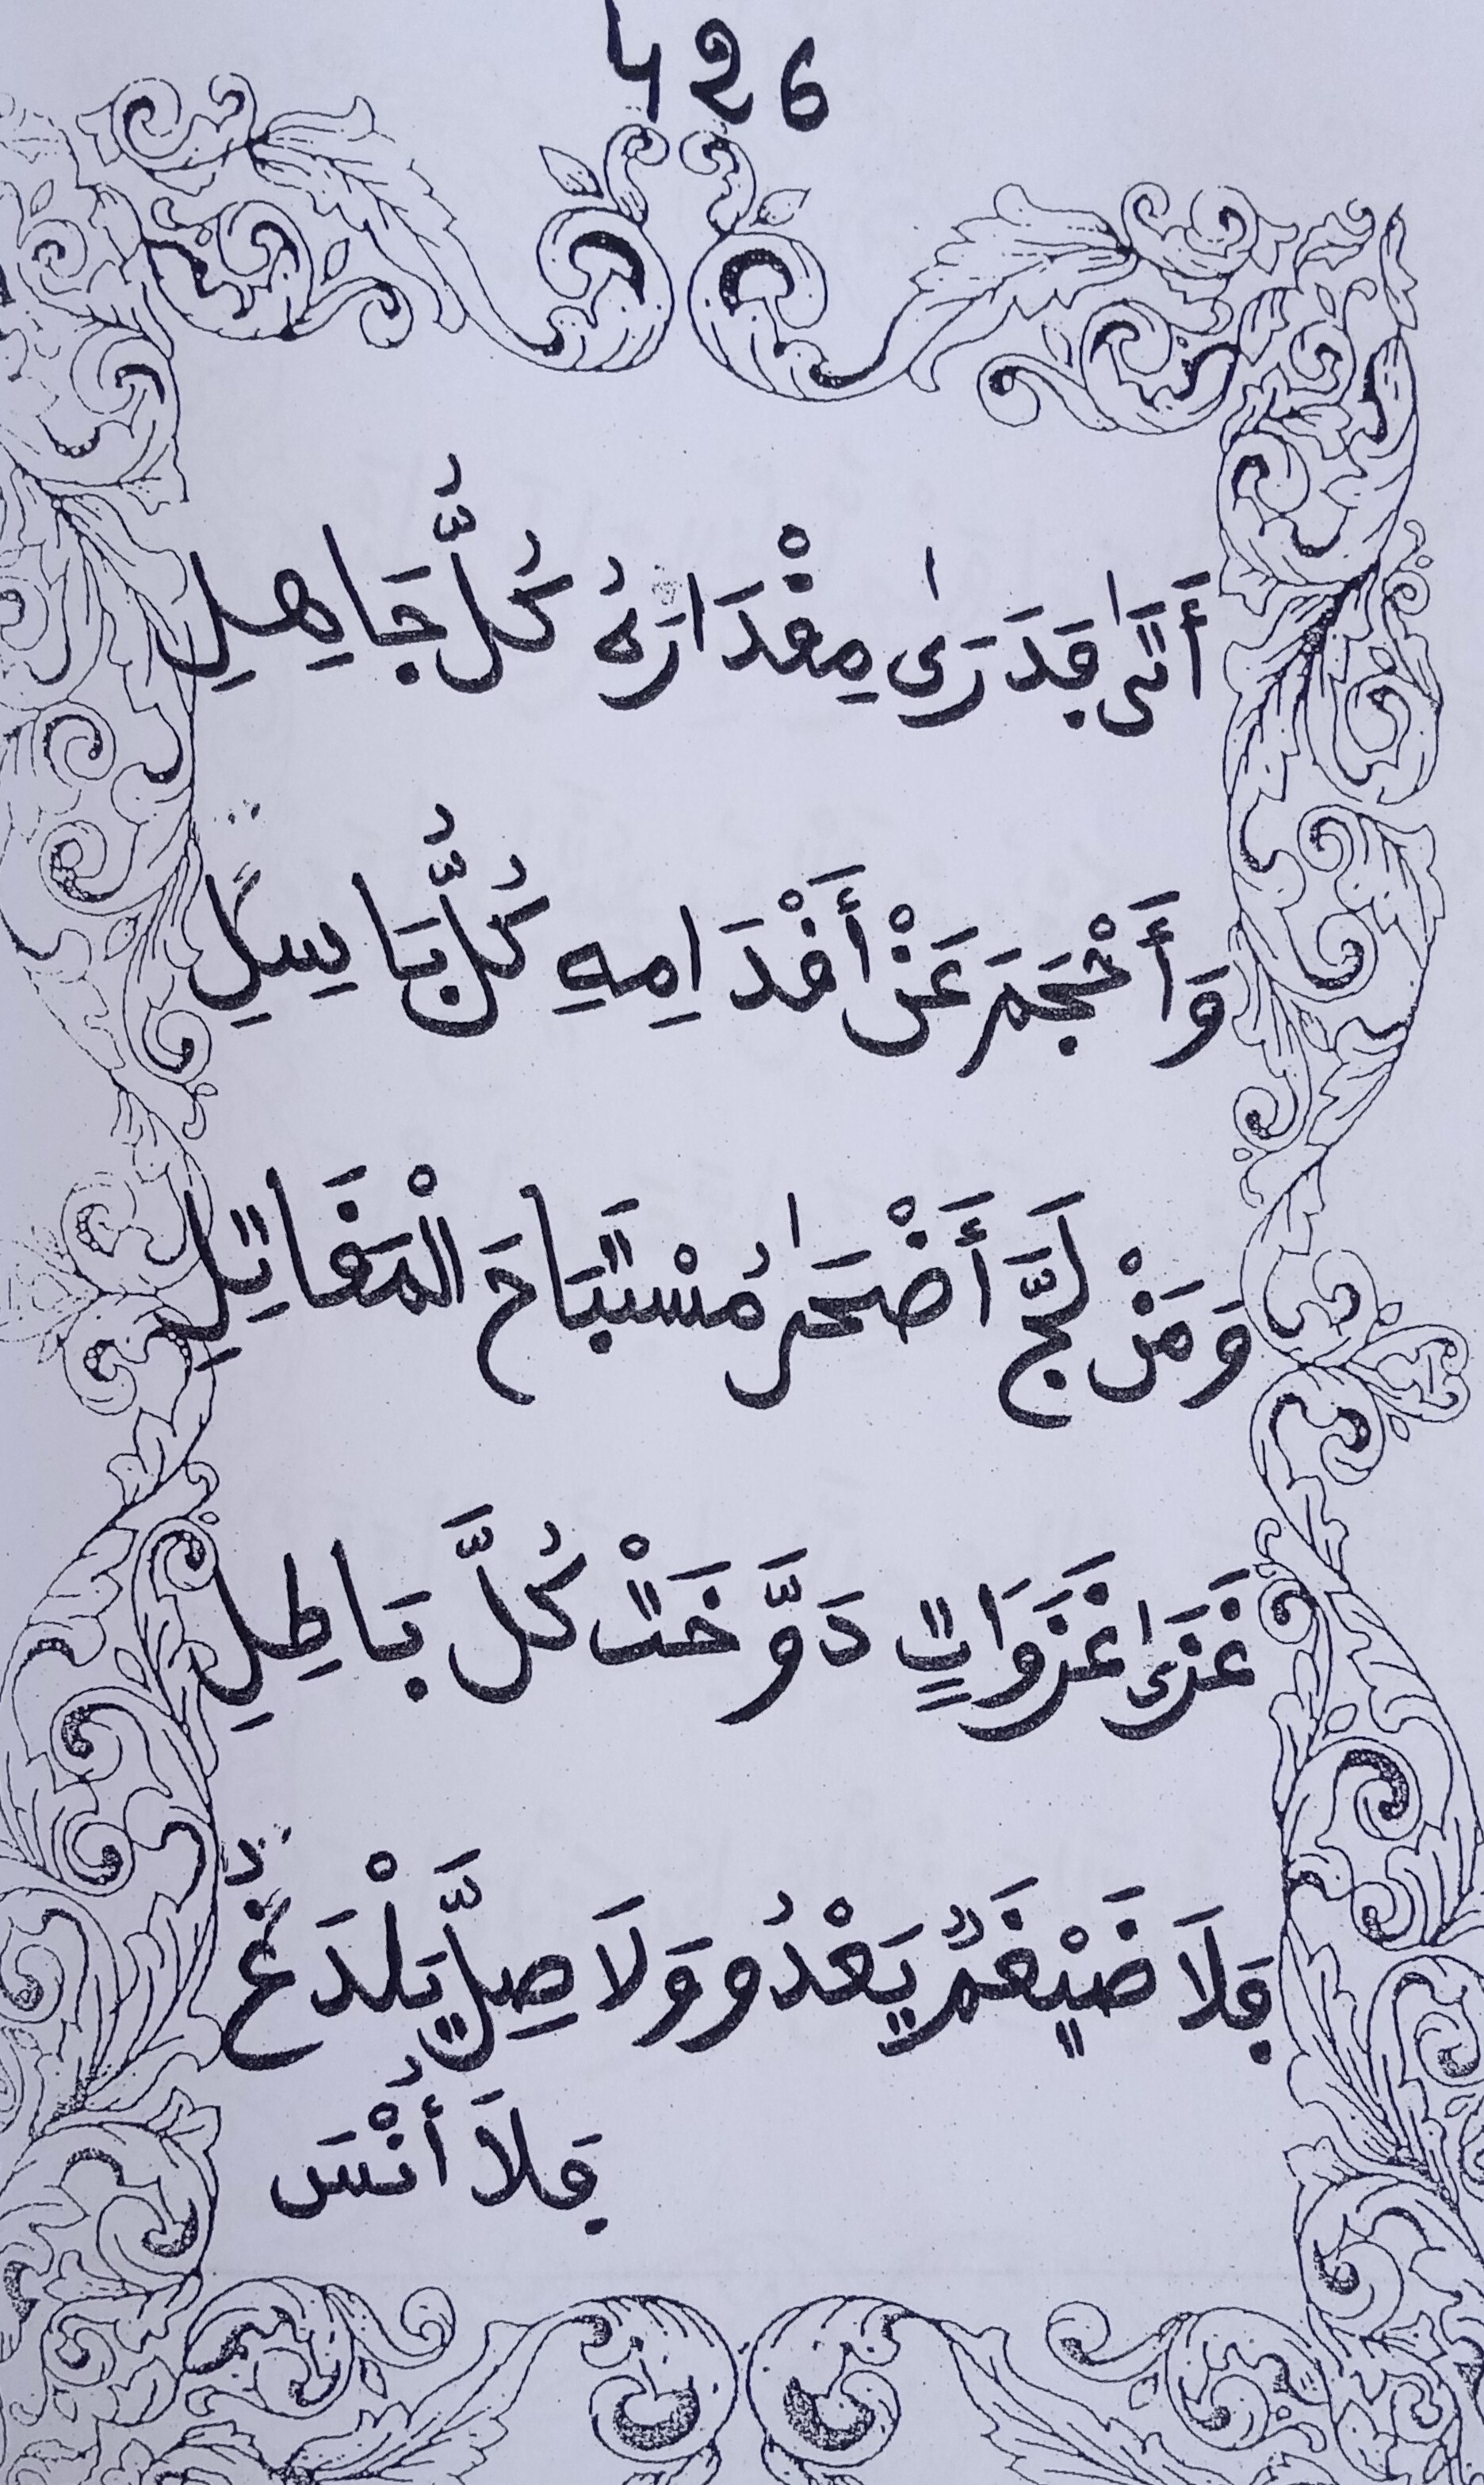 426
أَتَىٰ فَدَرَىٰ مِقْدَارَهُ كُلُّ جَاهِلِ
وَأَحْجَمَ عَنْ أَقْدَامِهِ كُلُّ بَاسِلٍ
وَمَنْ لَجَّ أَضْحَىٰ مُسْتَبَاحَ الْمَقَاتِلِ
غَزَىٰ غَزَوَاتٍ دَوَّخَتْ كُلَّ بَاطِلِ
فَلَا ضَيْغَمٌ يَعْدُو وَلَا صِلَّ يَلْدَغُ
فَلَا أُنْسَ